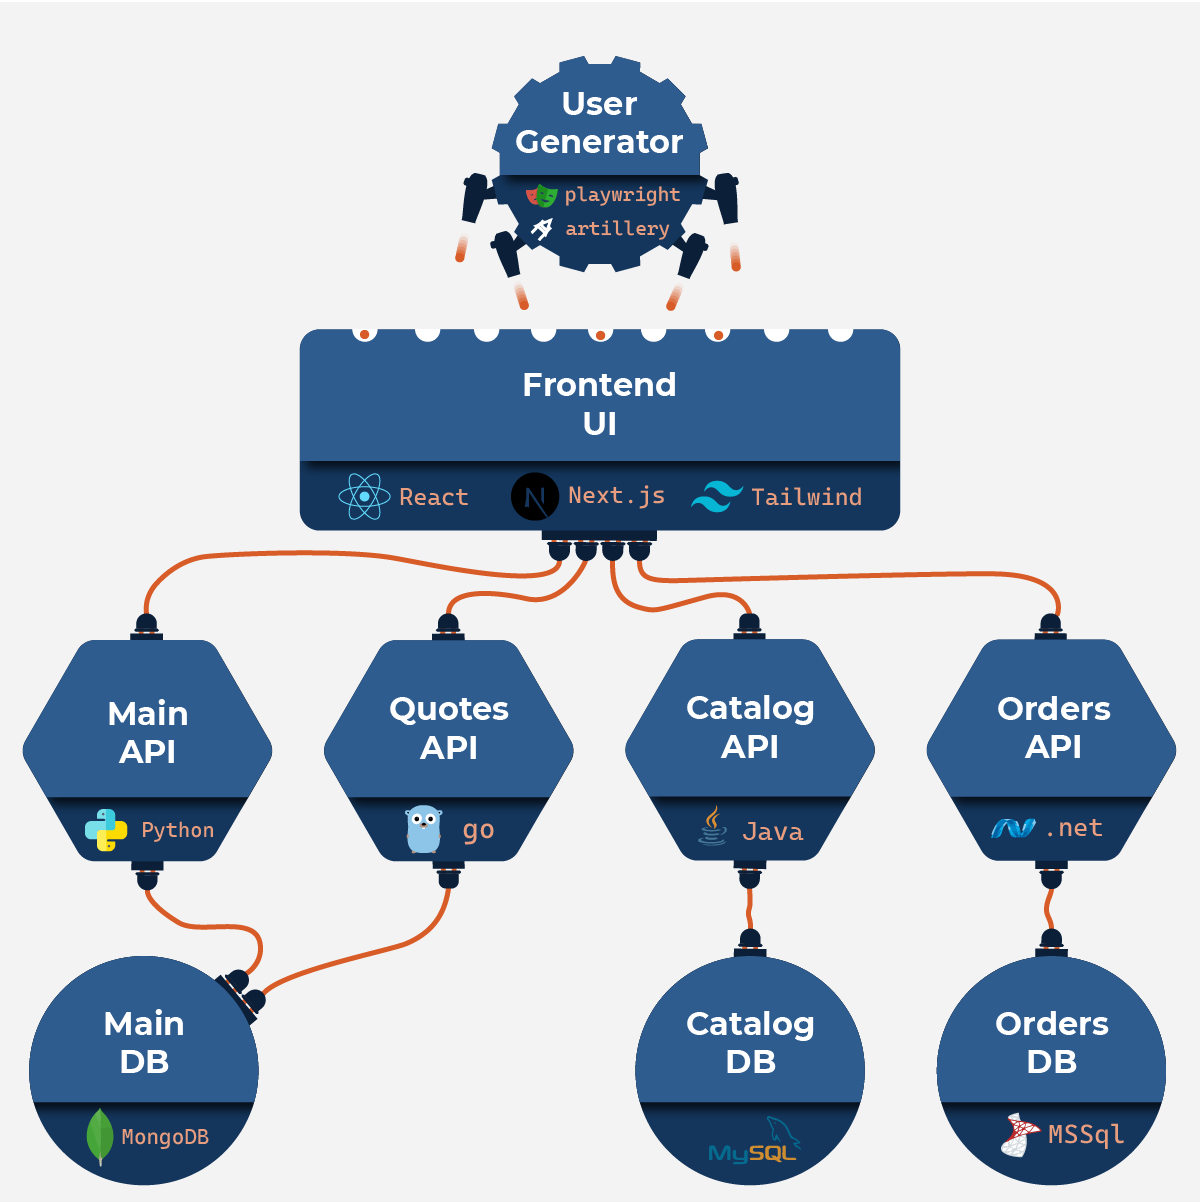 User
Generator
playwright
artillery
Frontend
UI
React
N Next.js
Tailwind
Main
API
Python
Quotes
API
go
Catalog
API
Java
Orders
API
.net
Main
DB
MongoDB
Catalog
DB
MySQL
Orders
DB
MSSql